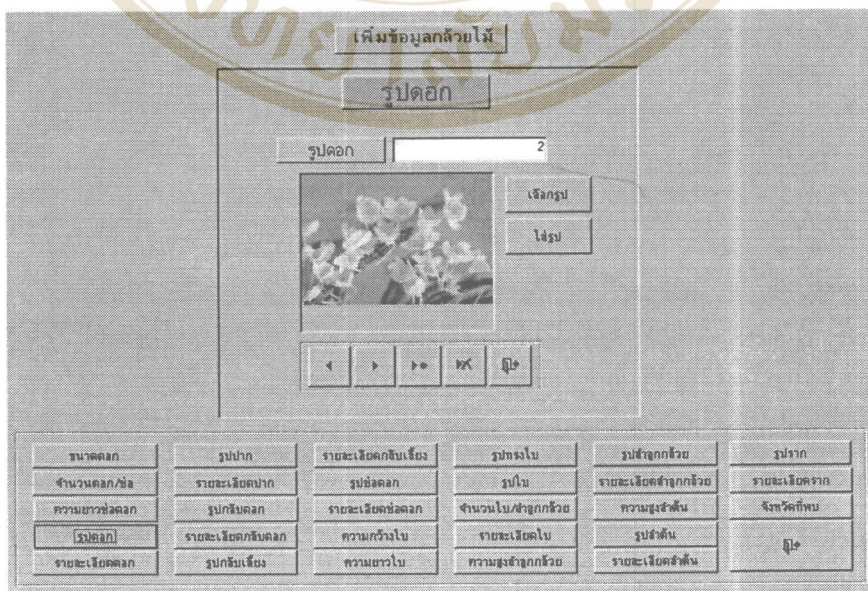 เพิ่มข้อมูลกล้วยไม้
รูปดอก
รูปดอก 2
เลือกรูป
ใส่รูป
ขนาดดอก รูปปาก รายละเอียดกลีบเลี้ยง รูปทรงใบ รูปลำลูกกล้วย รูปราก
จำนวนดอก/ช่อ รายละเอียดปาก รูปช่อดอก รูปใบ รายละเอียดลำลูกกล้วย รายละเอียดราก
ความยาวช่อดอก รูปกลีบดอก รายละเอียดช่อดอก จำนวนใบ/ลำลูกกล้วย ความสูงลำต้น จังหวัดที่พบ
รูปดอก รายละเอียดกลีบดอก ความกว้างใบ รายละเอียดใบ รูปลำต้น
รายละเอียดดอก รูปกลีบเลี้ยง ความยาวใบ ความสูงลำลูกกล้วย รายละเอียดลำต้น